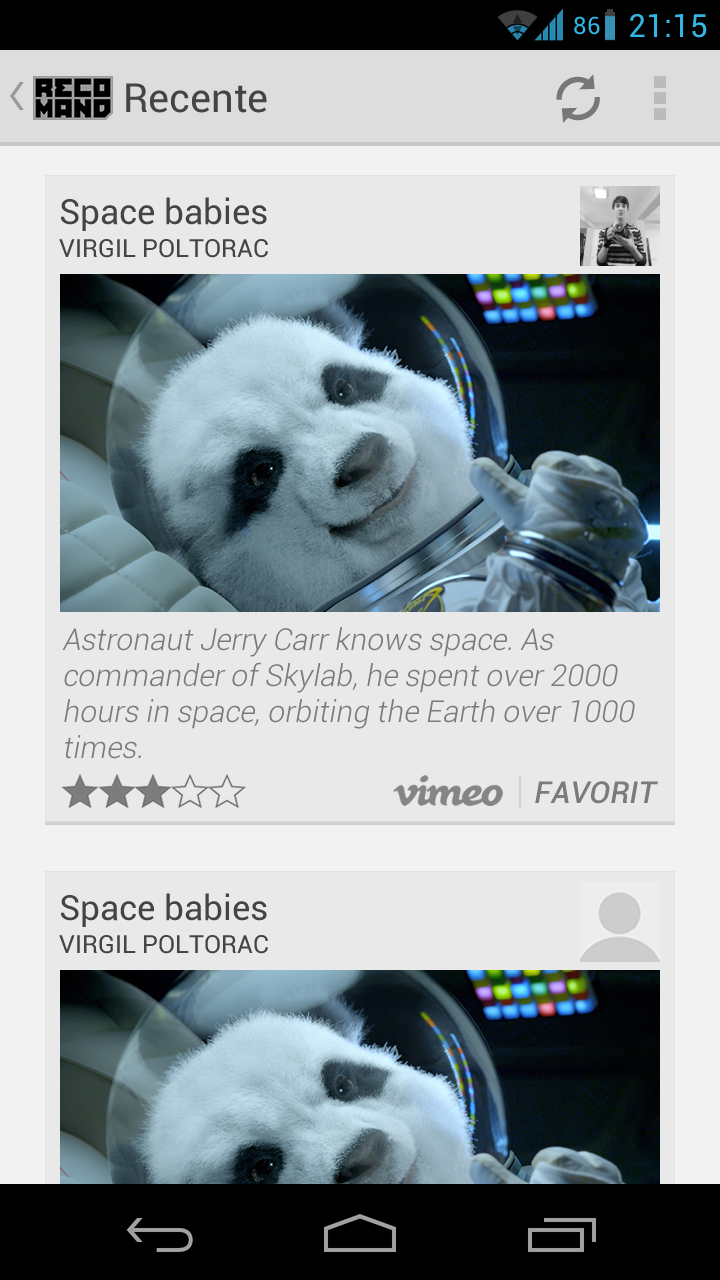 86 21:15
RECO
MAND
Recente
Space babies
VIRGIL POLTORAC
Astronaut Jerry Carr knows space. As
commander of Skylab, he spent over 2000
hours in space, orbiting the Earth over 1000
times.
vimeo FAVORIT
Space babies
VIRGIL POLTORAC